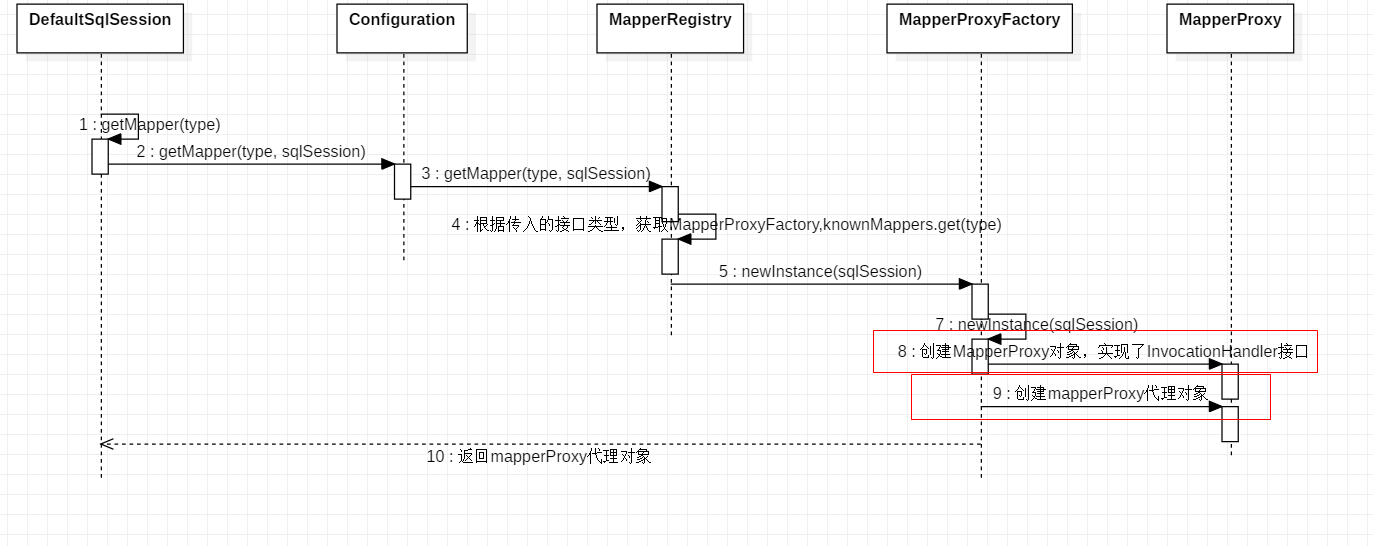 DefaultSqlSession
Configuration
MapperRegistry
MapperProxyFactory
MapperProxy
1 : getMapper(type)
2 : getMapper(type, sqlSession)
3 : getMapper(type, sqlSession)
4 : 根据传入的接口类型，获取MapperProxyFactory,knownMappers.get(type)
5 : newInstance(sqlSession)
7 : newInstance(sqlSession)
8 : 创建MapperProxy对象，实现了InvocationHandler接口
9 : 创建mapperProxy代理对象
10 : 返回mapperProxy代理对象